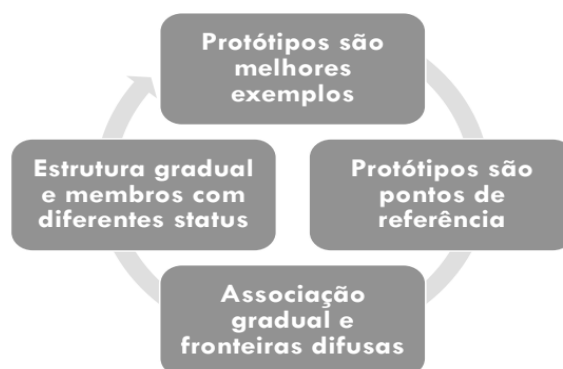 Protótipos são
melhores
exemplos
Protótipos são
pontos de
referência
Associação
gradual e
fronteiras difusas
Estrutura gradual
e membros com
diferentes status